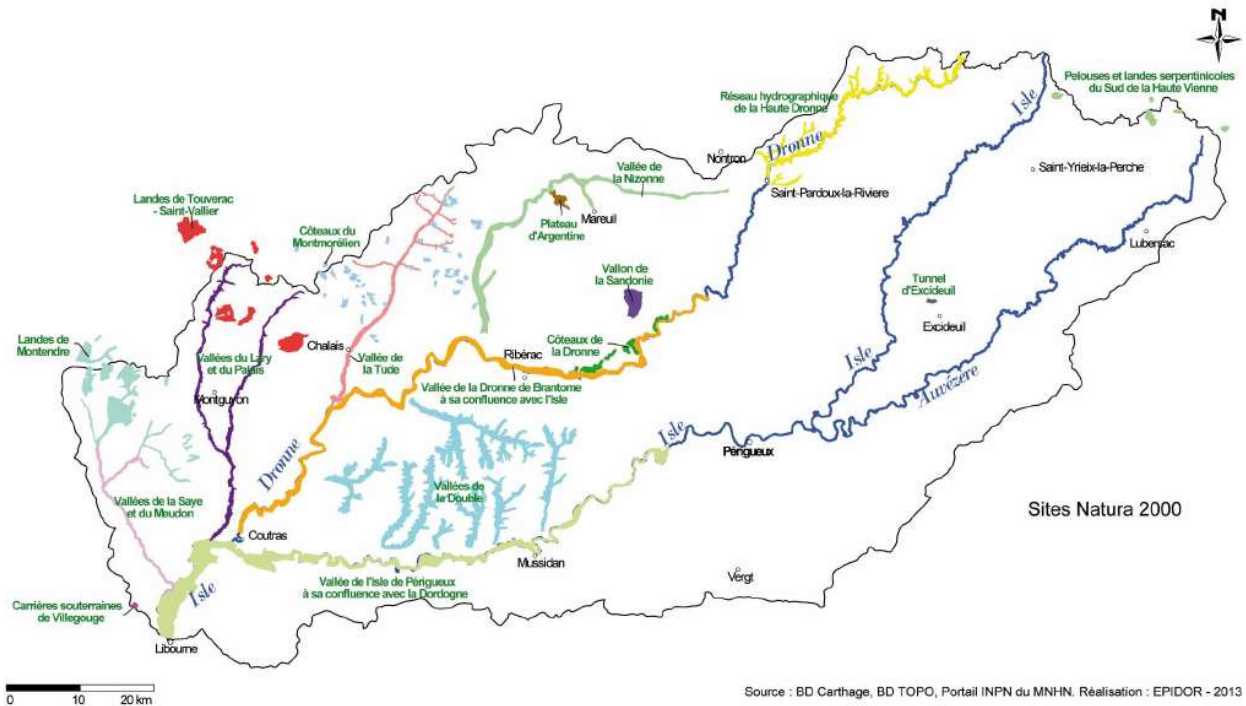 N
Pelouses et landes serpentinicoles
du Sud de la Haute Vienne
Réseau hydrographique
de la Haute Dronne
Isle
Dronne
Nontron
Saint-Yrieix-la-Perche
Vallée de
la Nizonne
Saint-Pardoux-la-Riviere
Landes de Touverac
- Saint-Vallier
Plateau
d'Argentine
Mareuil
Côteaux du
Montmorélien
Lubersac
Vallon de
la Sandonie
Tunnel
d'Excideuil
Excideuil
Landes de
Montendre
Chalais
Vallée de
la Tude
Ribérac
Côteaux de
la Dronne
Isle
Vallées du Lary
et du Palais
Montguyon
Vallée de la Dronne de Brantome
à sa confluence avec l'Isle
Auvézère
Dronne
Isle
Périgueux
Vallées de
la Double
Vallées de la Saye
et du Meudon
Sites Natura 2000
Coutras
Mussidan
Vergt
Vallée de l'Isle de Périgueux
à sa confluence avec la Dordogne
Isle
Carrières souterraines
de Villegouge
Libourne
0 10 20 km
Source : BD Carthage, BD TOPO, Portail INPN du MNHN. Réalisation : EPIDOR - 2013